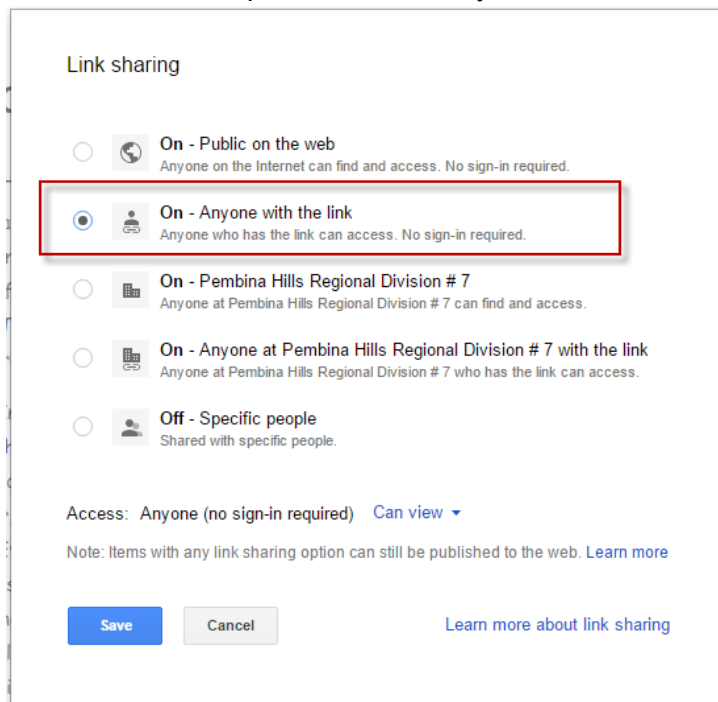 Link sharing
On - Public on the web
Anyone on the Internet can find and access. No sign-in required.
On - Anyone with the link
Anyone who has the link can access. No sign-in required.
On - Pembina Hills Regional Division # 7
Anyone at Pembina Hills Regional Division # 7 can find and access.
On - Anyone at Pembina Hills Regional Division # 7 with the link
Anyone at Pembina Hills Regional Division # 7 who has the link can access.
Off - Specific people
Shared with specific people.
Access: Anyone (no sign-in required) Can view
Note: Items with any link sharing option can still be published to the web. Learn more
Save Cancel Learn more about link sharing